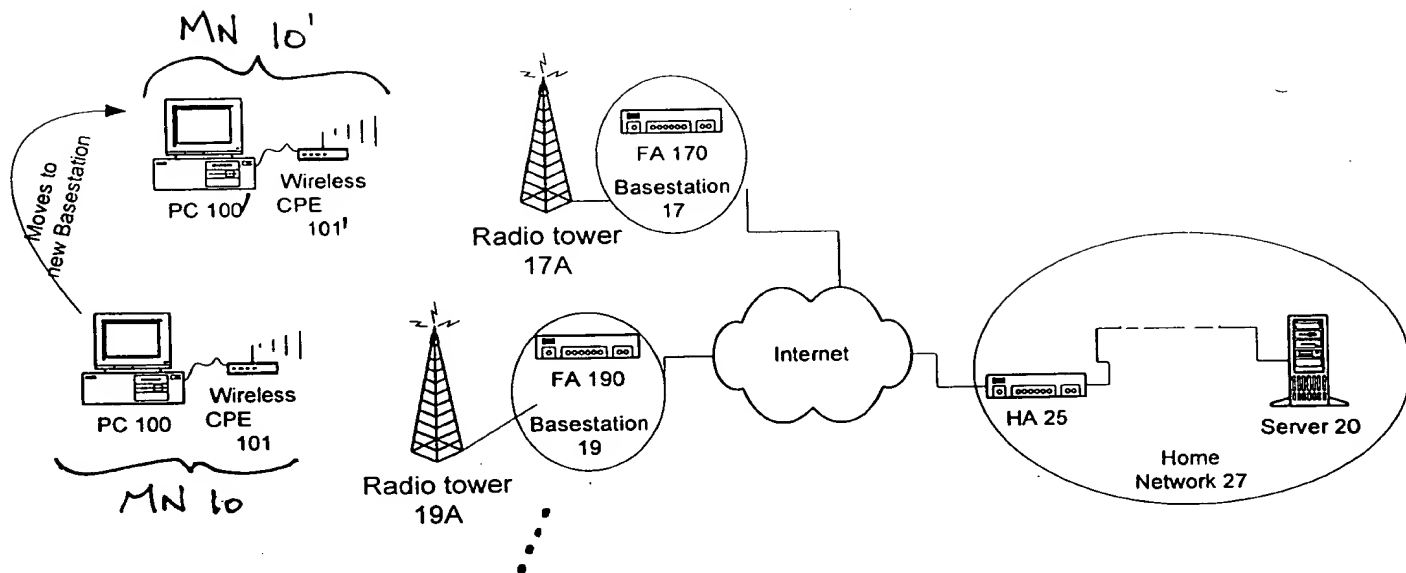 MN 10'
Moves to
new Basestation
PC 100'
Wireless
CPE
101'
FA 170
Basestation
17
Radio tower
17A
PC 100
Wireless
CPE
101
MN 10
FA 190
Basestation
19
Radio tower
19A
Internet
HA 25
Server 20
Home
Network 27